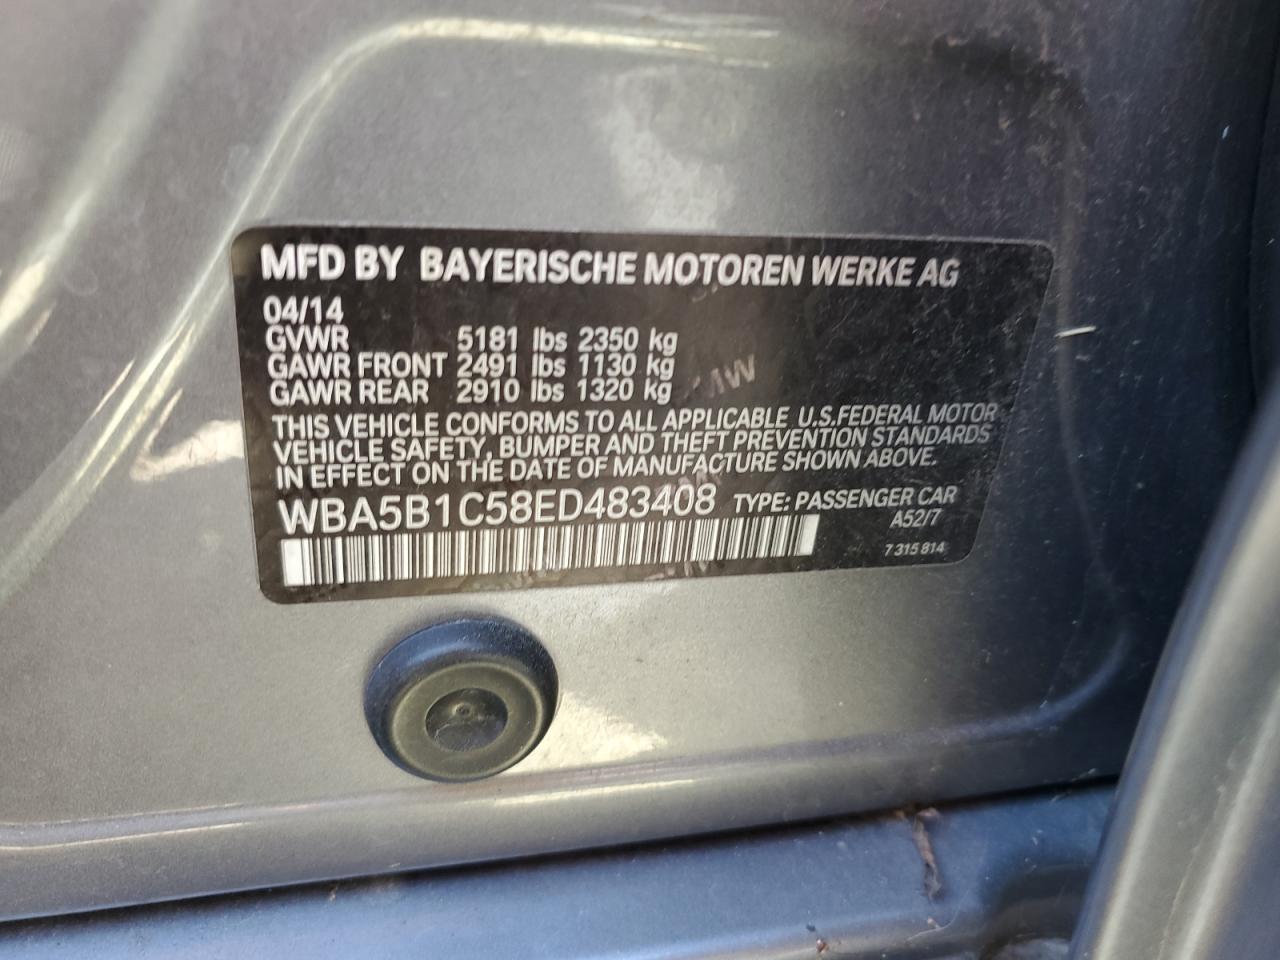 MFD BY BAYERISCHE MOTOREN WERKE AG
04/14
GVWR 5181 lbs 2350 kg
GAWR FRONT 2491 lbs 1130 kg
GAWR REAR 2910 lbs 1320 kg
THIS VEHICLE CONFORMS TO ALL APPLICABLE U.S.FEDERAL MOTOR
VEHICLE SAFETY, BUMPER AND THEFT PREVENTION STANDARDS
IN EFFECT ON THE DATE OF MANUFACTURE SHOWN ABOVE.
WBA5B1C58ED483408 TYPE: PASSENGER CAR
A52/7
7 315 814